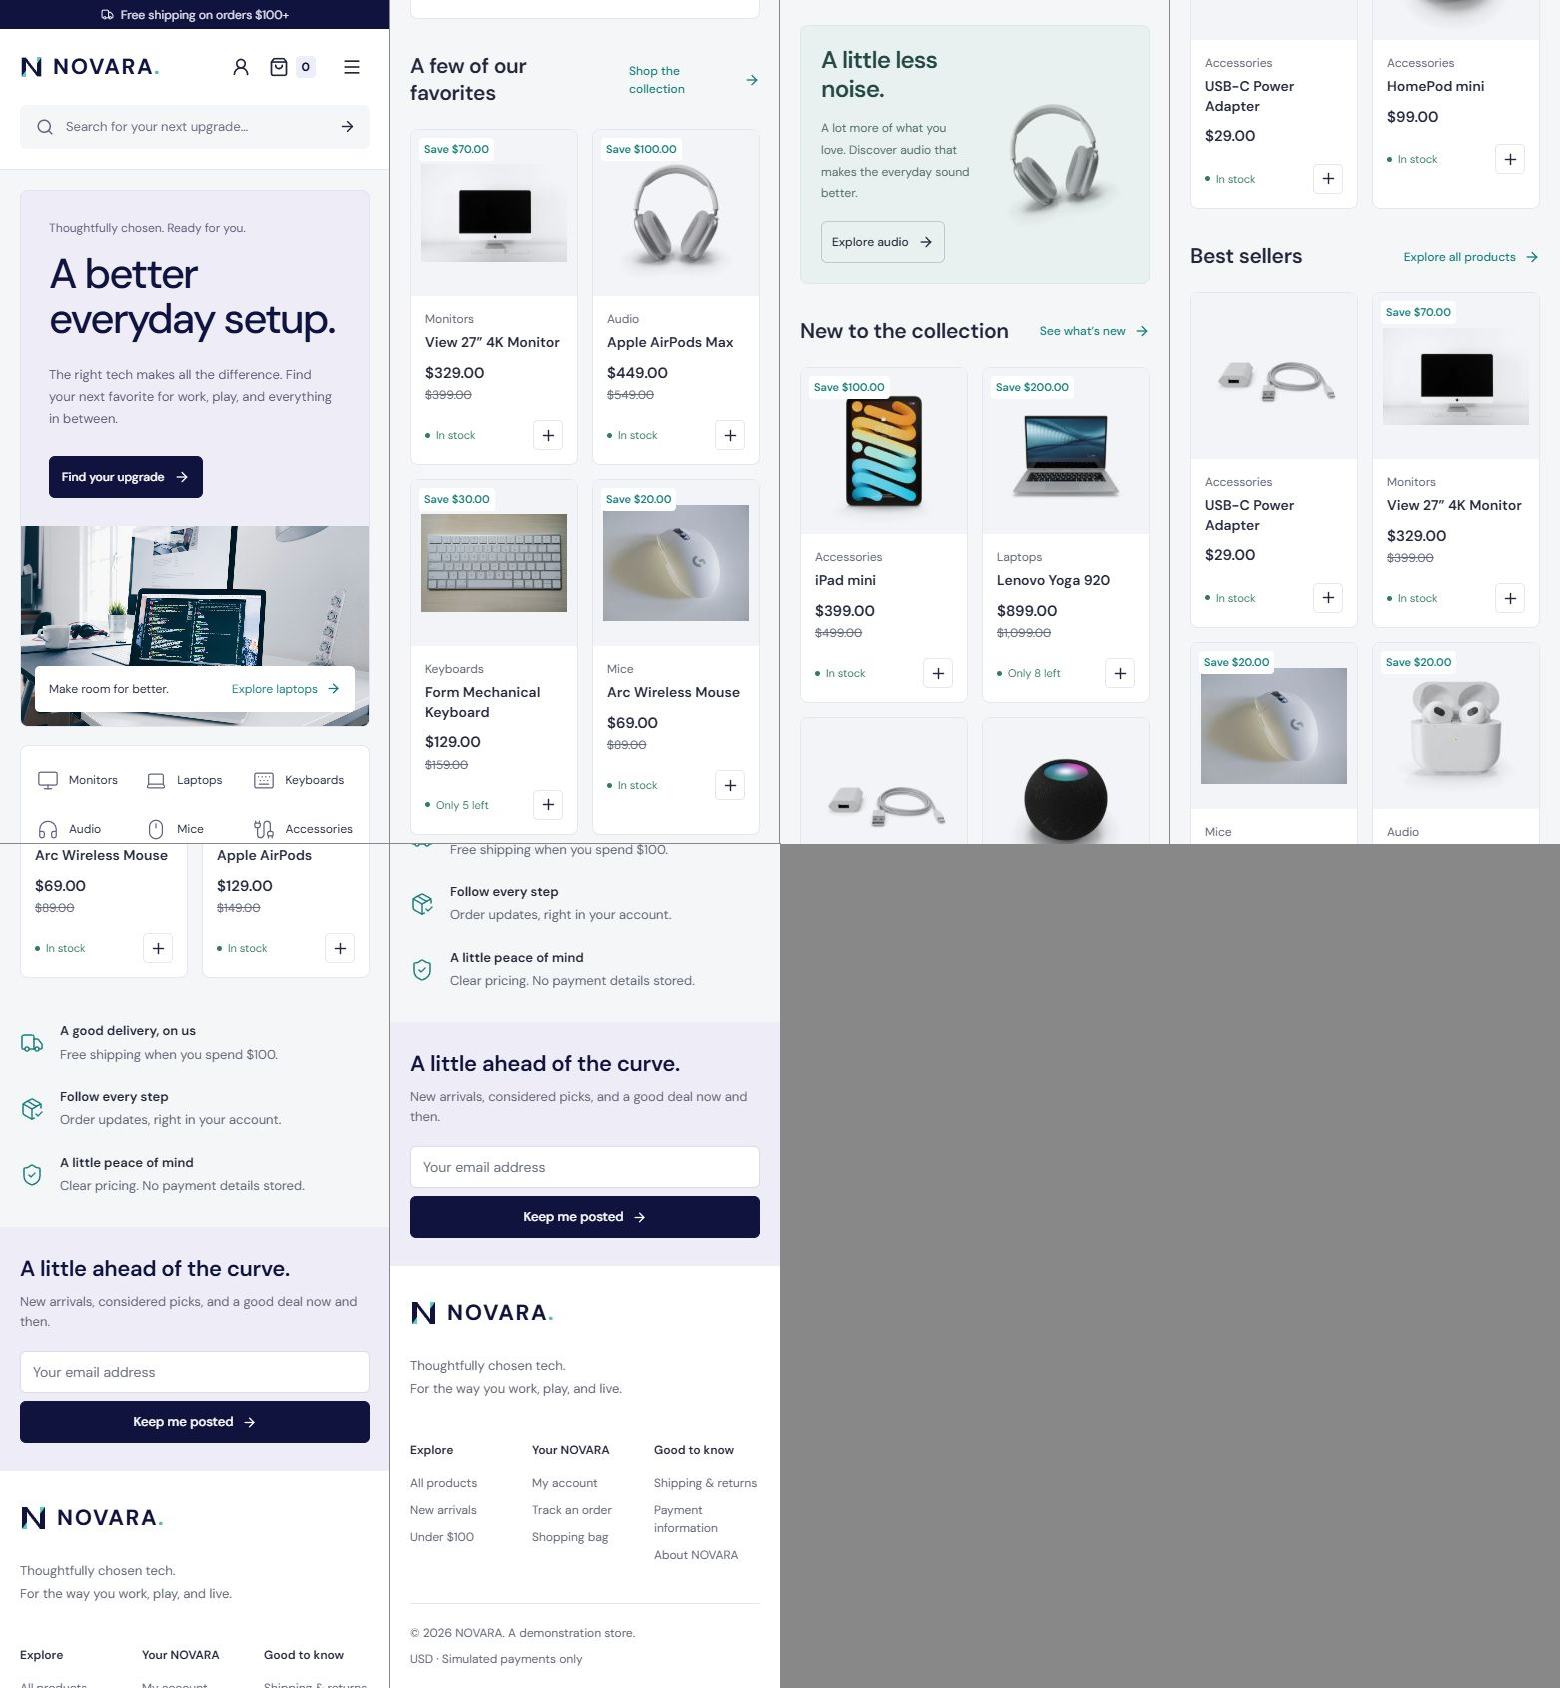 Free shipping on orders $100+
NOVARA.
0
Search for your next upgrade...
Thoughtfully chosen. Ready for you.
A better
everyday setup.
The right tech makes all the difference. Find
your next favorite for work, play, and everything
in between.
Find your upgrade
Make room for better.
Explore laptops
Monitors
Laptops
Keyboards
Audio
Mice
Accessories
A few of our
favorites
Shop the
collection
Save $70.00
Monitors
View 27” 4K Monitor
$329.00
$399.00
In stock
Save $100.00
Audio
Apple AirPods Max
$449.00
$549.00
In stock
Save $30.00
Keyboards
Form Mechanical
Keyboard
$129.00
$159.00
Only 5 left
Save $20.00
Mice
Arc Wireless Mouse
$69.00
$89.00
In stock
A little less
noise.
A lot more of what you
love. Discover audio that
makes the everyday sound
better.
Explore audio
New to the collection
See what’s new
Save $100.00
Accessories
iPad mini
$399.00
$499.00
In stock
Save $200.00
Laptops
Lenovo Yoga 920
$899.00
$1,099.00
Only 8 left
Accessories
USB-C Power
Adapter
$29.00
In stock
Accessories
HomePod mini
$99.00
In stock
Best sellers
Explore all products
Accessories
USB-C Power
Adapter
$29.00
In stock
Save $70.00
Monitors
View 27” 4K Monitor
$329.00
$399.00
In stock
Save $20.00
Mice
Save $20.00
Audio
Arc Wireless Mouse
$69.00
$89.00
In stock
Apple AirPods
$129.00
$149.00
In stock
A good delivery, on us
Free shipping when you spend $100.
Follow every step
Order updates, right in your account.
A little peace of mind
Clear pricing. No payment details stored.
A little ahead of the curve.
New arrivals, considered picks, and a good deal now and
then.
Your email address
Keep me posted
NOVARA.
Thoughtfully chosen tech.
For the way you work, play, and live.
Explore
Your NOVARA
Good to know
All products
My account
Shipping & returns
Free shipping when you spend $100.
Follow every step
Order updates, right in your account.
A little peace of mind
Clear pricing. No payment details stored.
A little ahead of the curve.
New arrivals, considered picks, and a good deal now and
then.
Your email address
Keep me posted
NOVARA.
Thoughtfully chosen tech.
For the way you work, play, and live.
Explore
All products
New arrivals
Under $100
Your NOVARA
My account
Track an order
Shopping bag
Good to know
Shipping & returns
Payment
information
About NOVARA
© 2026 NOVARA. A demonstration store.
USD · Simulated payments only